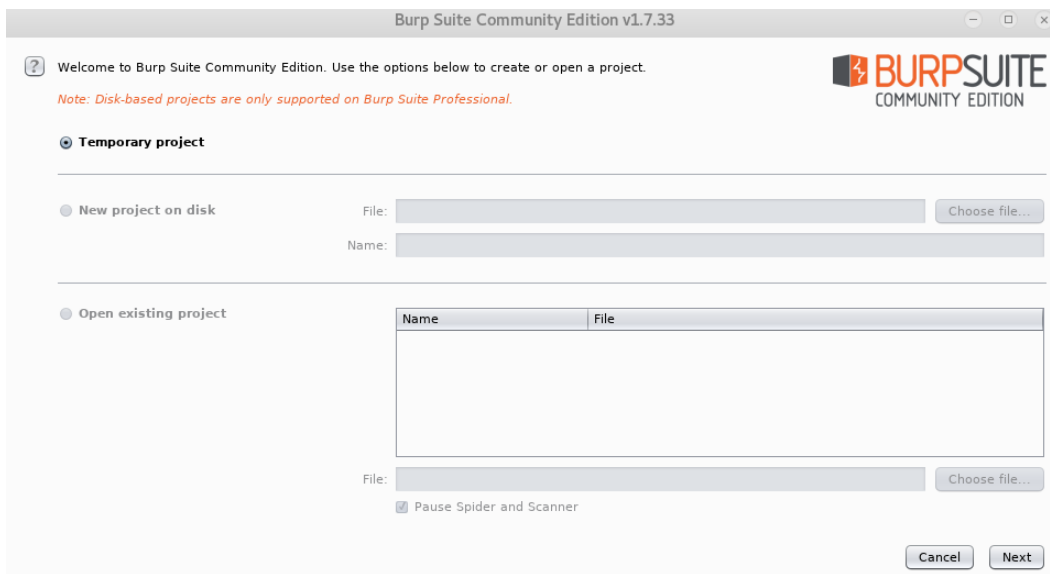 Burp Suite Community Edition v1.7.33
? Welcome to Burp Suite Community Edition. Use the options below to create or open a project.
BURPSUITE
COMMUNITY EDITION
Note: Disk-based projects are only supported on Burp Suite Professional.
Temporary project
New project on disk File: Choose file...
Name:
Open existing project
Name File
File: Choose file...
Pause Spider and Scanner
Cancel Next